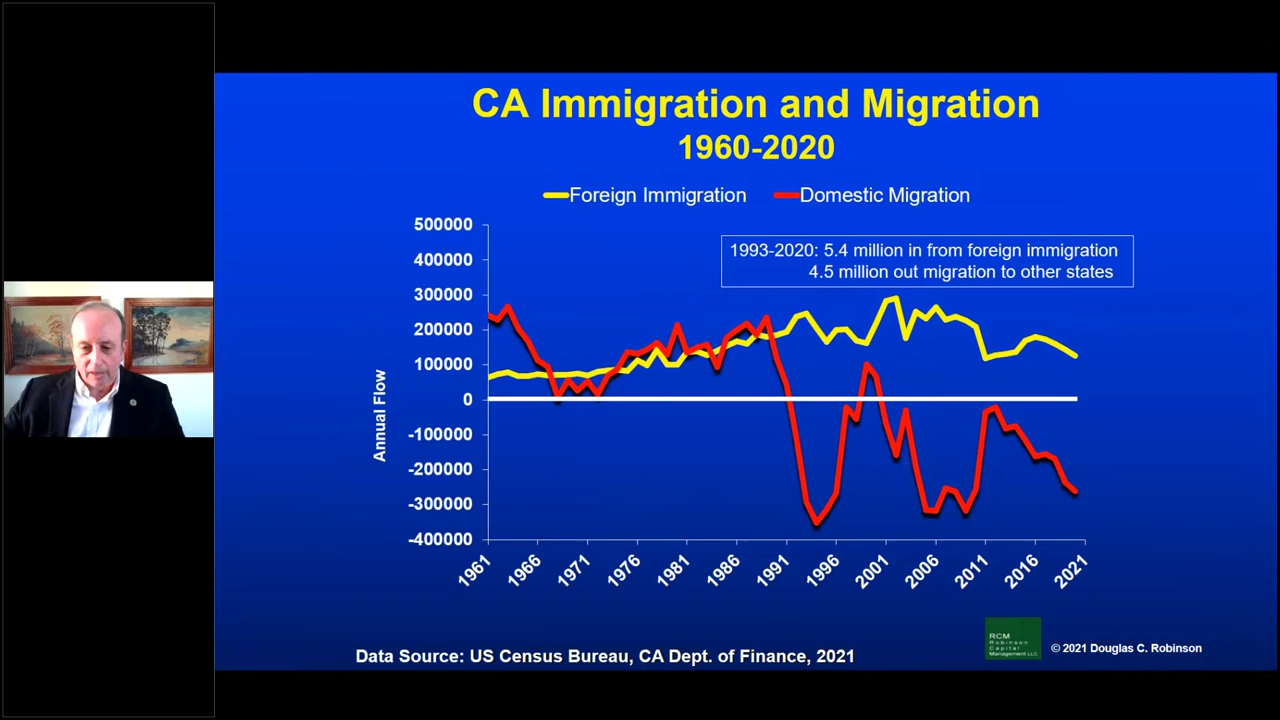 CA Immigration and Migration
1960-2020
Foreign Immigration
Domestic Migration
1993-2020: 5.4 million in from foreign immigration
4.5 million out migration to other states
Annual Flow
500000
400000
300000
200000
100000
0
-100000
-200000
-300000
-400000
1961
1966
1971
1976
1981
1986
1991
1996
2001
2006
2011
2016
2021
RCM
Robinson
Capital
Management LLC
© 2021 Douglas C. Robinson
Data Source: US Census Bureau, CA Dept. of Finance, 2021